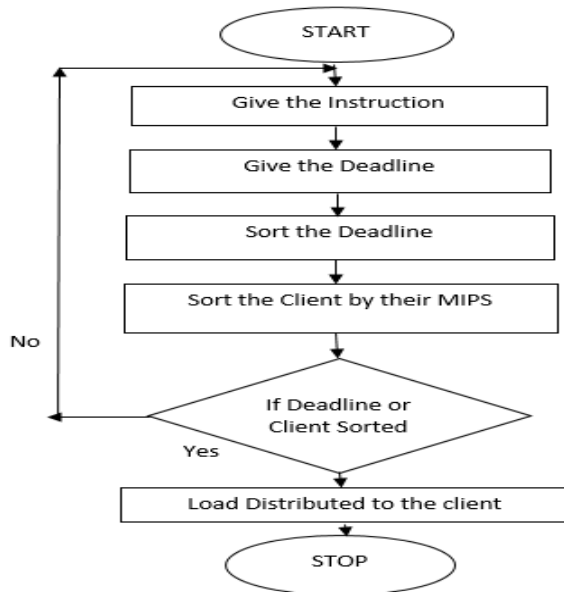 START
Give the Instruction
Give the Deadline
Sort the Deadline
Sort the Client by their MIPS
No
If Deadline or
Client Sorted
Yes
Load Distributed to the client
STOP